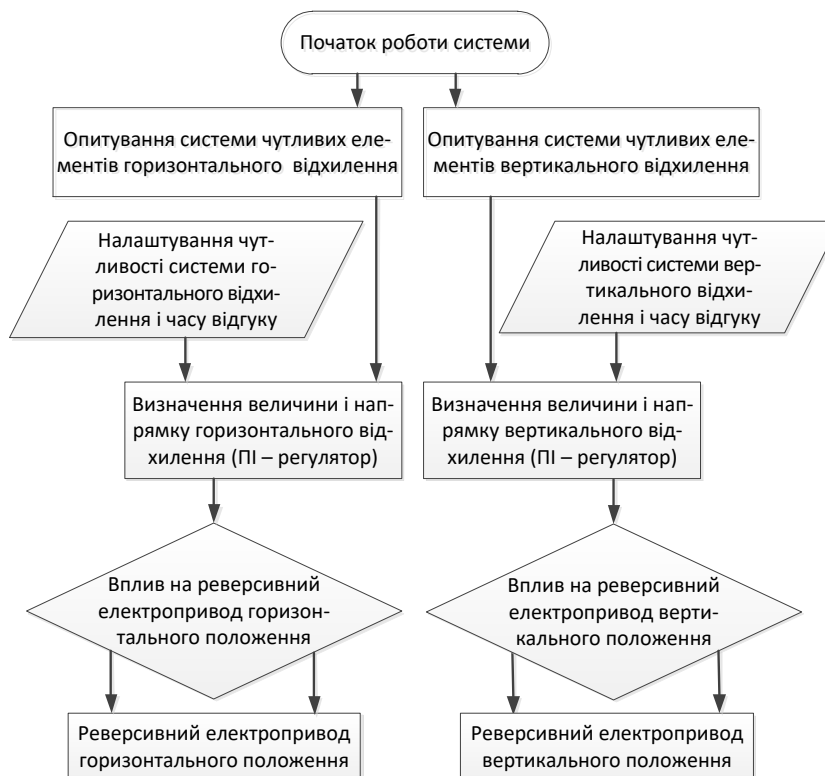 Початок роботи системи
Опитування системи чутливих еле-
ментів горизонтального відхилення
Опитування системи чутливих еле-
ментів вертикального відхилення
Налаштування чут-
ливості системи го-
ризонтального відхи-
лення і часу відгуку
Налаштування чут-
ливості системи вер-
тикального відхи-
лення і часу відгуку
Визначення величини і нап-
рямку горизонтального від-
хилення (ПІ – регулятор)
Визначення величини і нап-
рямку вертикального від-
хилення (ПІ – регулятор)
Вплив на реверсивний
електропривод горизон-
тального положення
Вплив на реверсивний
електропривод верти-
кального положення
Реверсивний електропривод
горизонтального положення
Реверсивний електропривод
вертикального положення